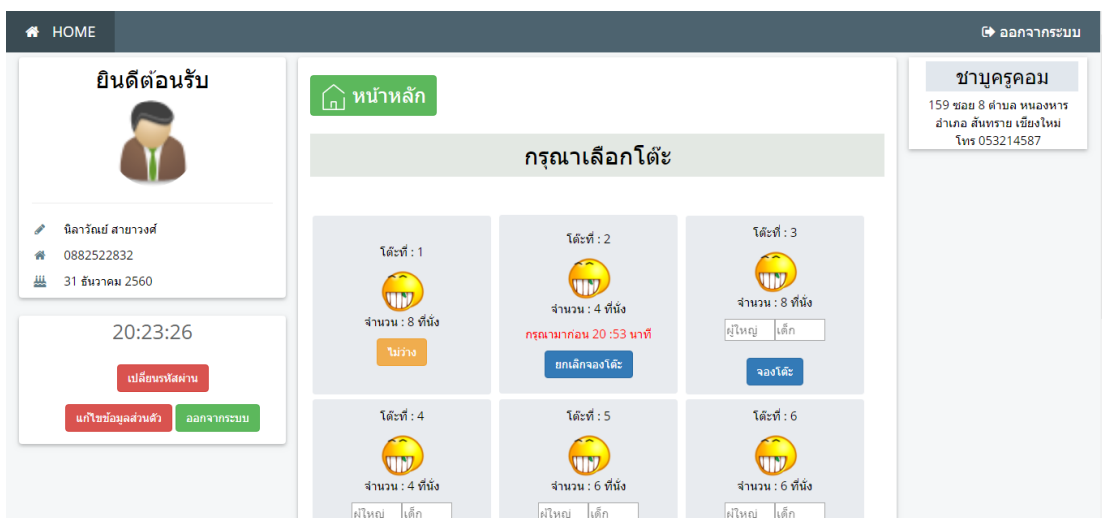 HOME
ออกจากระบบ
ยินดีต้อนรับ
นิลาวัณย์ สายาวงศ์
0882522832
31 ธันวาคม 2560
20:23:26
เปลี่ยนรหัสผ่าน
แก้ไขข้อมูลส่วนตัว
ออกจากระบบ
หน้าหลัก
กรุณาเลือกโต๊ะ
โต๊ะที่ : 1
จำนวน : 8 ที่นั่ง
ไม่ว่าง
โต๊ะที่ : 2
จำนวน : 4 ที่นั่ง
กรุณามาก่อน 20 :53 นาที
ยกเลิกจองโต๊ะ
โต๊ะที่ : 3
จำนวน : 8 ที่นั่ง
ผู้ใหญ่
เด็ก
จองโต๊ะ
โต๊ะที่ : 4
จำนวน : 4 ที่นั่ง
ผู้ใหญ่
เด็ก
โต๊ะที่ : 5
จำนวน : 6 ที่นั่ง
ผู้ใหญ่
เด็ก
โต๊ะที่ : 6
จำนวน : 6 ที่นั่ง
ผู้ใหญ่
เด็ก
ชาบูครูคอม
159 ซอย 8 ตำบล หนองหาร
อำเภอ สันทราย เชียงใหม่
โทร 053214587